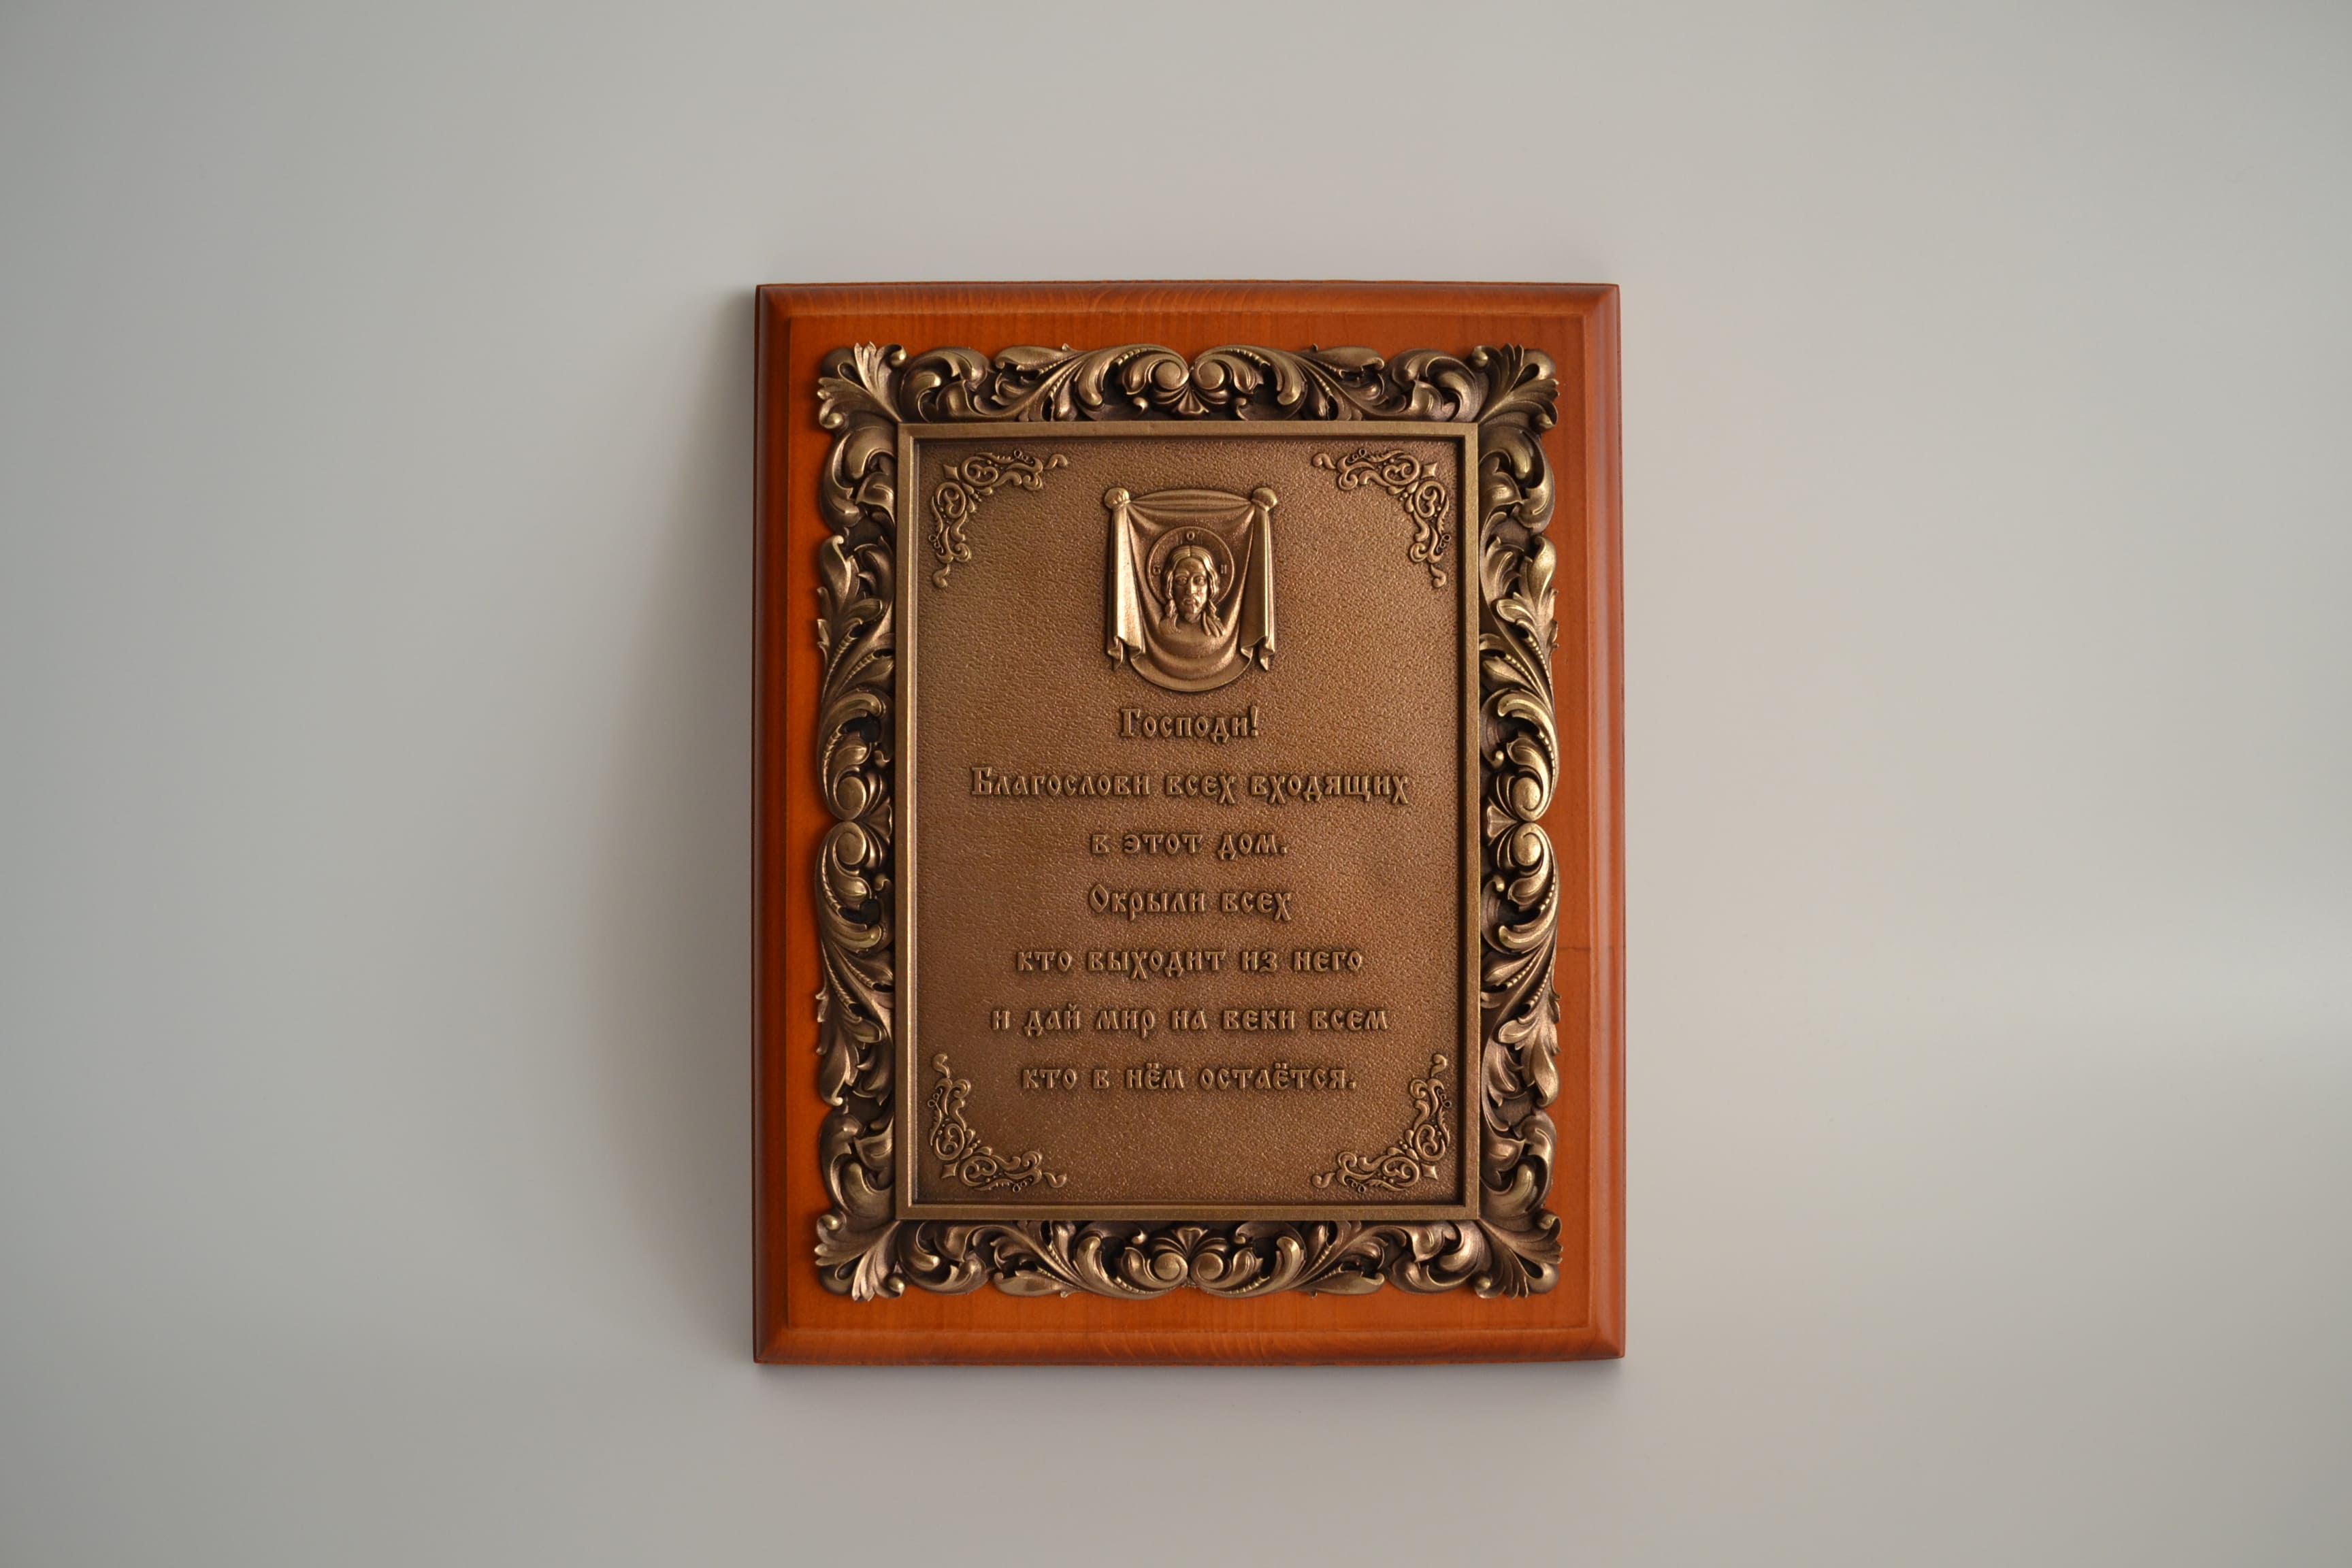 Господи!
Благослови всех входящих
в этот дом.
Окрыли всех
кто выходит из него
и дай мир на веки всем
кто в нём остаётся.